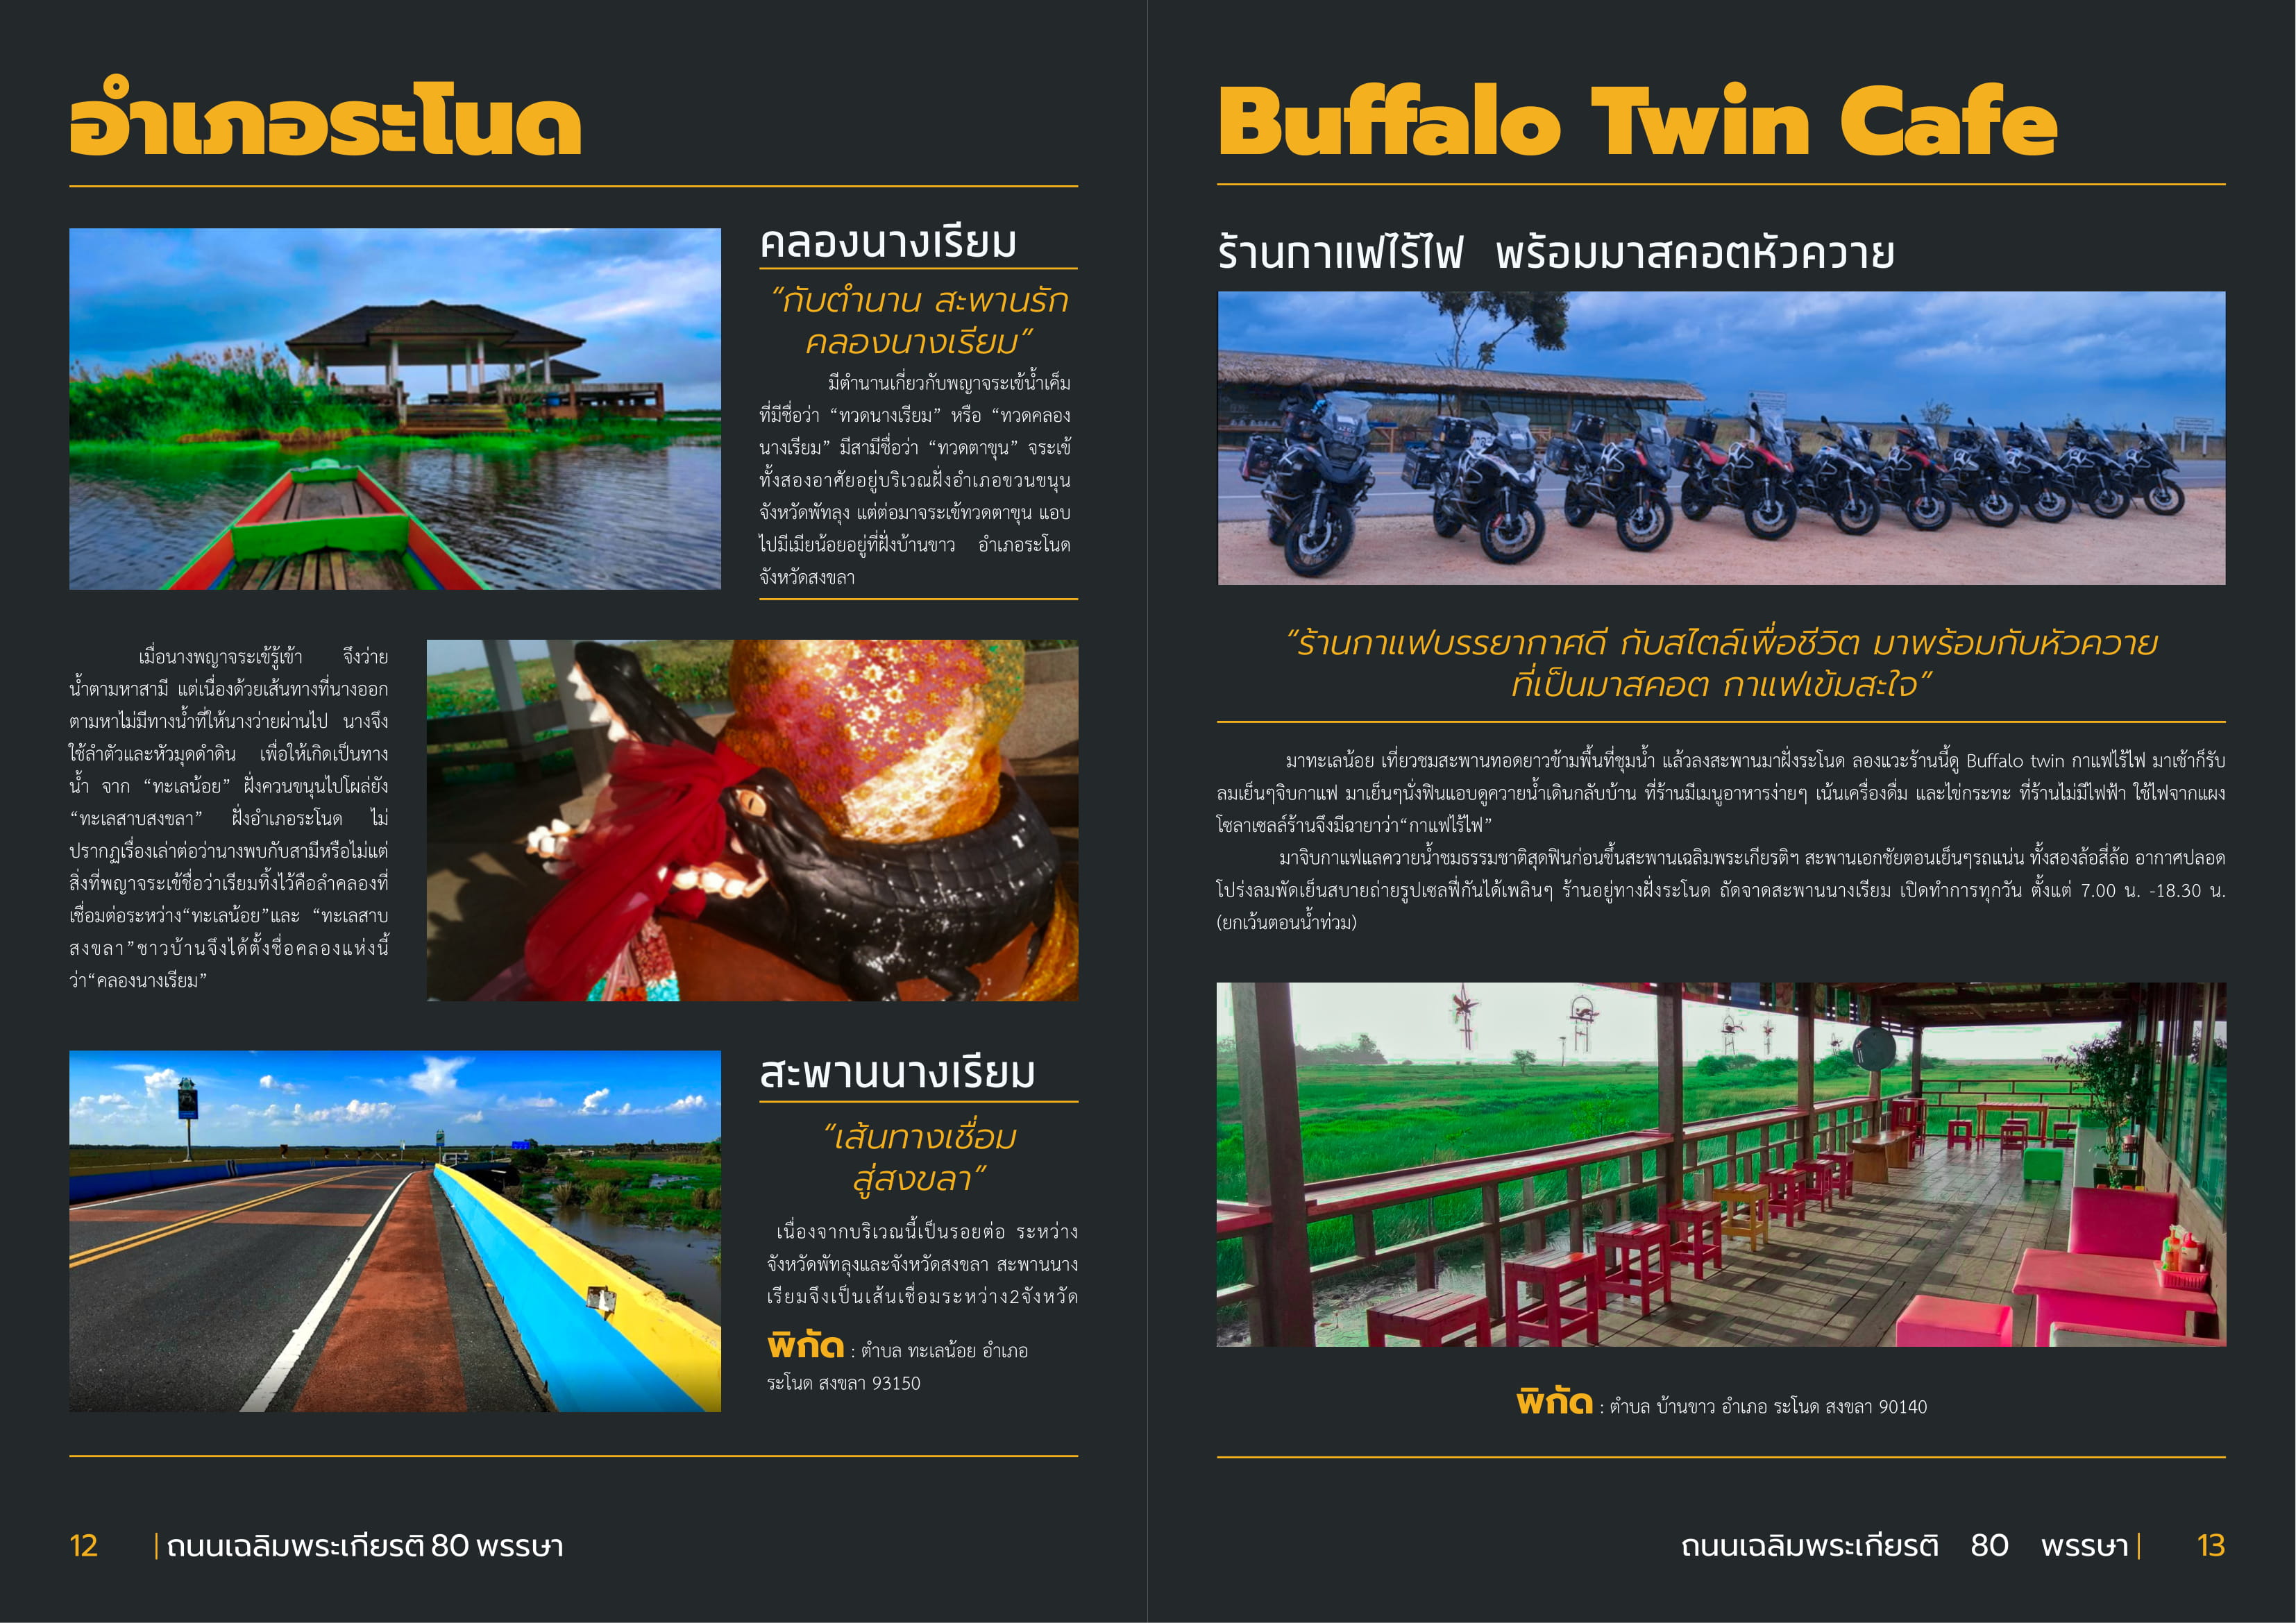 อำเภอระโนด
คลองนางเรียม
“กับตำนาน สะพานรัก
คลองนางเรียม”
มีตำนานเกี่ยวกับพญาจระเข้น้ำเค็ม
ที่มีชื่อว่า “ทวดนางเรียม” หรือ “ทวดคลอง
นางเรียม” มีสามีชื่อว่า “ทวดตาขุน” จระเข้
ทั้งสองอาศัยอยู่บริเวณฝั่งอำเภอขวนขนุน
จังหวัดพัทลุง แต่ต่อมาจระเข้ทวดตาขุน แอบ
ไปมีเมียน้อยอยู่ที่ฝั่งบ้านขาว อำเภอระโนด
จังหวัดสงขลา
เมื่อนางพญาจระเข้รู้เข้า จึงว่าย
น้ำตามหาสามี แต่เนื่องด้วยเส้นทางที่นางออก
ตามหาไม่มีทางน้ำที่ให้นางว่ายผ่านไป นางจึง
ใช้ลำตัวและหัวมุดดำดิน เพื่อให้เกิดเป็นทาง
น้ำ จาก “ทะเลน้อย” ฝั่งควนขนุนไปโผล่ยัง
“ทะเลสาบสงขลา” ฝั่งอำเภอระโนด ไม่
ปรากฏเรื่องเล่าต่อว่านางพบกับสามีหรือไม่แต่
สิ่งที่พญาจระเข้ชื่อว่าเรียมทิ้งไว้คือลำคลองที่
เชื่อมต่อระหว่าง“ทะเลน้อย”และ “ทะเลสาบ
สงขลา”ชาวบ้านจึงได้ตั้งชื่อคลองแห่งนี้
ว่า“คลองนางเรียม”
สะพานนางเรียม
“เส้นทางเชื่อม
สู่สงขลา”
เนื่องจากบริเวณนี้เป็นรอยต่อ ระหว่าง
จังหวัดพัทลุงและจังหวัดสงขลา สะพานนาง
เรียมจึงเป็นเส้นเชื่อมระหว่าง2จังหวัด
พิกัด : ตำบล ทะเลน้อย อำเภอ
ระโนด สงขลา 93150
12 | ถนนเฉลิมพระเกียรติ 80 พรรษา
Buffalo Twin Cafe
ร้านกาแฟไร้ไฟ พร้อมมาสคอตหัวควาย
“ร้านกาแฟบรรยากาศดี กับสไตล์เพื่อชีวิต มาพร้อมกับหัวควาย
ที่เป็นมาสคอต กาแฟเข้มสะใจ”
มาทะเลน้อย เที่ยวชมสะพานทอดยาวข้ามพื้นที่ชุมน้ำ แล้วลงสะพานมาฝั่งระโนด ลองแวะร้านนี้ดู Buffalo twin กาแฟไร้ไฟ มาเช้าก็รับ
ลมเย็นๆจิบกาแฟ มาเย็นๆนั่งฟินแอบดูควายน้ำเดินกลับบ้าน ที่ร้านมีเมนูอาหารง่ายๆ เน้นเครื่องดื่ม และไข่กระทะ ที่ร้านไม่มีไฟฟ้า ใช้ไฟจากแผง
โซลาเซลล์ร้านจึงมีฉายาว่า“กาแฟไร้ไฟ”
มาจิบกาแฟแลควายน้ำชมธรรมชาติสุดฟินก่อนขึ้นสะพานเฉลิมพระเกียรติฯ สะพานเอกชัยตอนเย็นๆรถแน่น ทั้งสองล้อสี่ล้อ อากาศปลอด
โปร่งลมพัดเย็นสบายถ่ายรูปเซลฟี่กันได้เพลินๆ ร้านอยู่ทางฝั่งระโนด ถัดจาดสะพานนางเรียม เปิดทำการทุกวัน ตั้งแต่ 7.00 น. -18.30 น.
(ยกเว้นตอนน้ำท่วม)
พิกัด : ตำบล บ้านขาว อำเภอ ระโนด สงขลา 90140
ถนนเฉลิมพระเกียรติ 80 พรรษา | 13